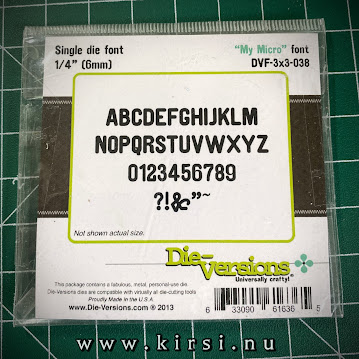 Single die font
1/4" (6mm)
"My Micro" font
DVF-3x3-038
ABCDEFGHIJKLM
NOPQRSTUVWXYZ
0123456789
?!&"~
Not shown actual size.
Die-Versions
Universally crafty!
This package contains a fabulous, metal, personal-use die.
Die-Versions dies are compatible with virtually all die-cutting tools
Proudly Made in the U.S.A.
www.Die-Versions.com ® 2013
6 33090 61636 5
www.kirsi.nu